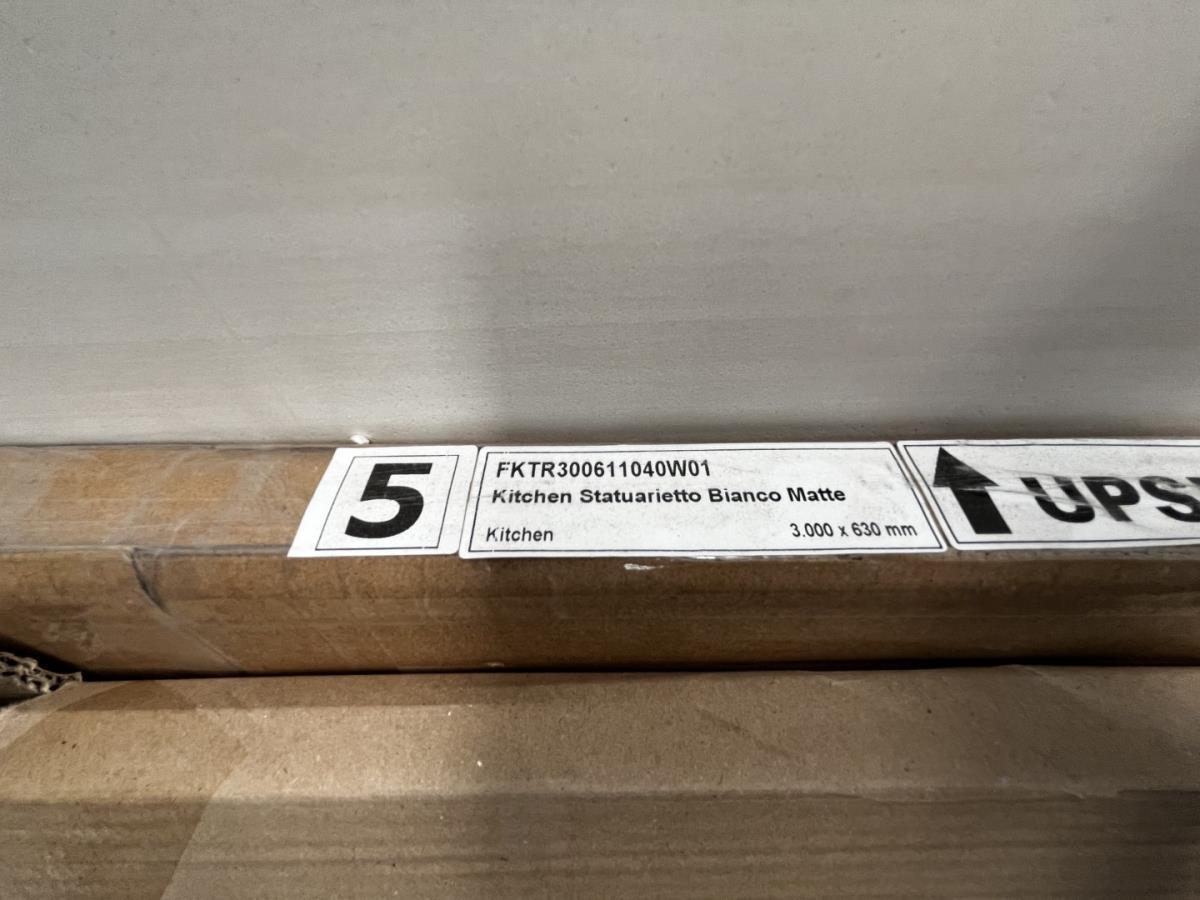 5
FKTR300611040W01
Kitchen Statuarietto Bianco Matte
Kitchen
3.000 x 630 mm
UPS